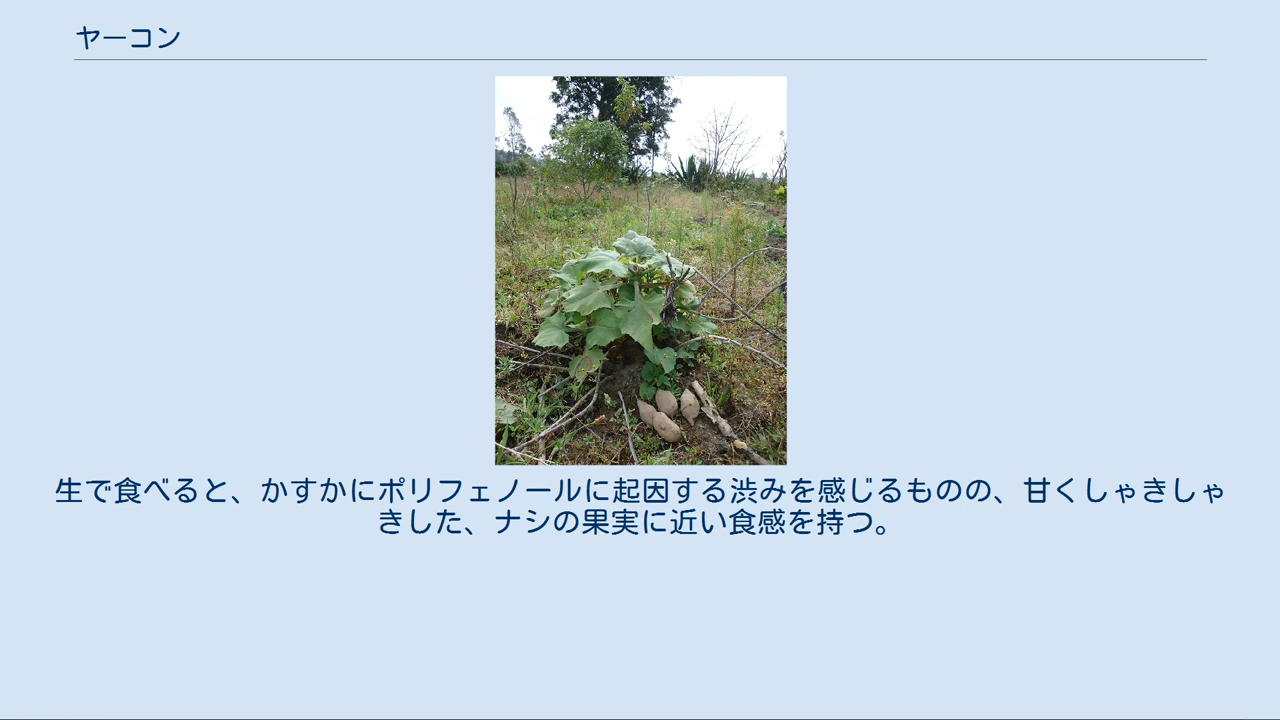 ヤーコン
生で食べると、かすかにポリフェノールに起因する渋みを感じるものの、甘くしゃきしゃ
きした、ナシの果実に近い食感を持つ。